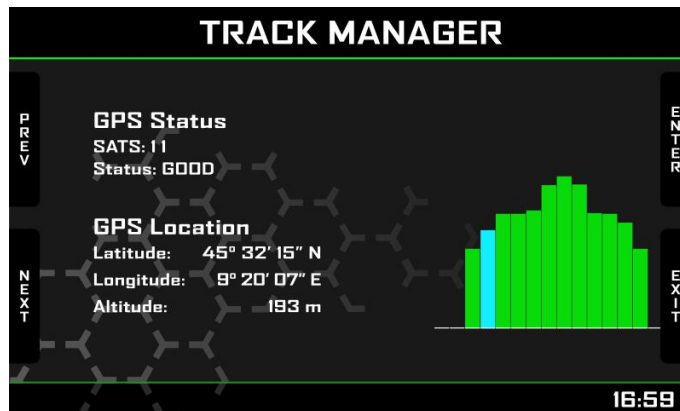 TRACK MANAGER
PREV
NEXT
GPS Status
SATS: 11
Status: GOOD
GPS Location
Latitude: 45° 32' 15" N
Longitude: 9° 20' 07" E
Altitude: 193 m
ENTER
EXIT
16:59